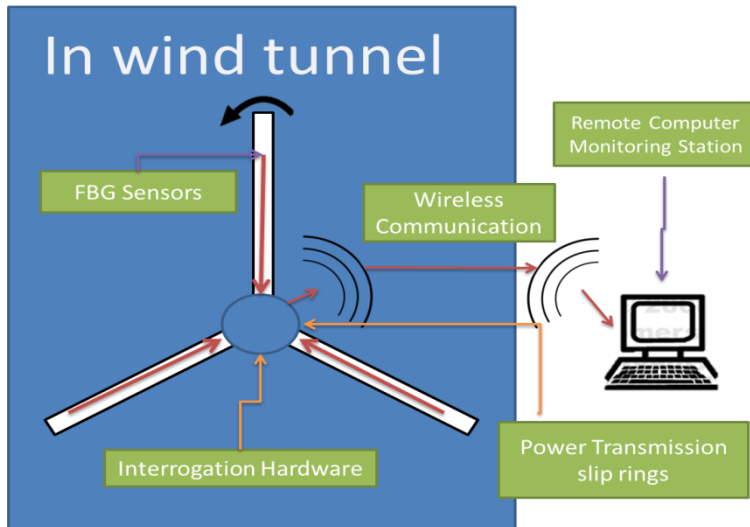 In wind tunnel
Remote Computer
Monitoring Station
FBG Sensors
Wireless
Communication
Interrogation Hardware
Power Transmission
slip rings